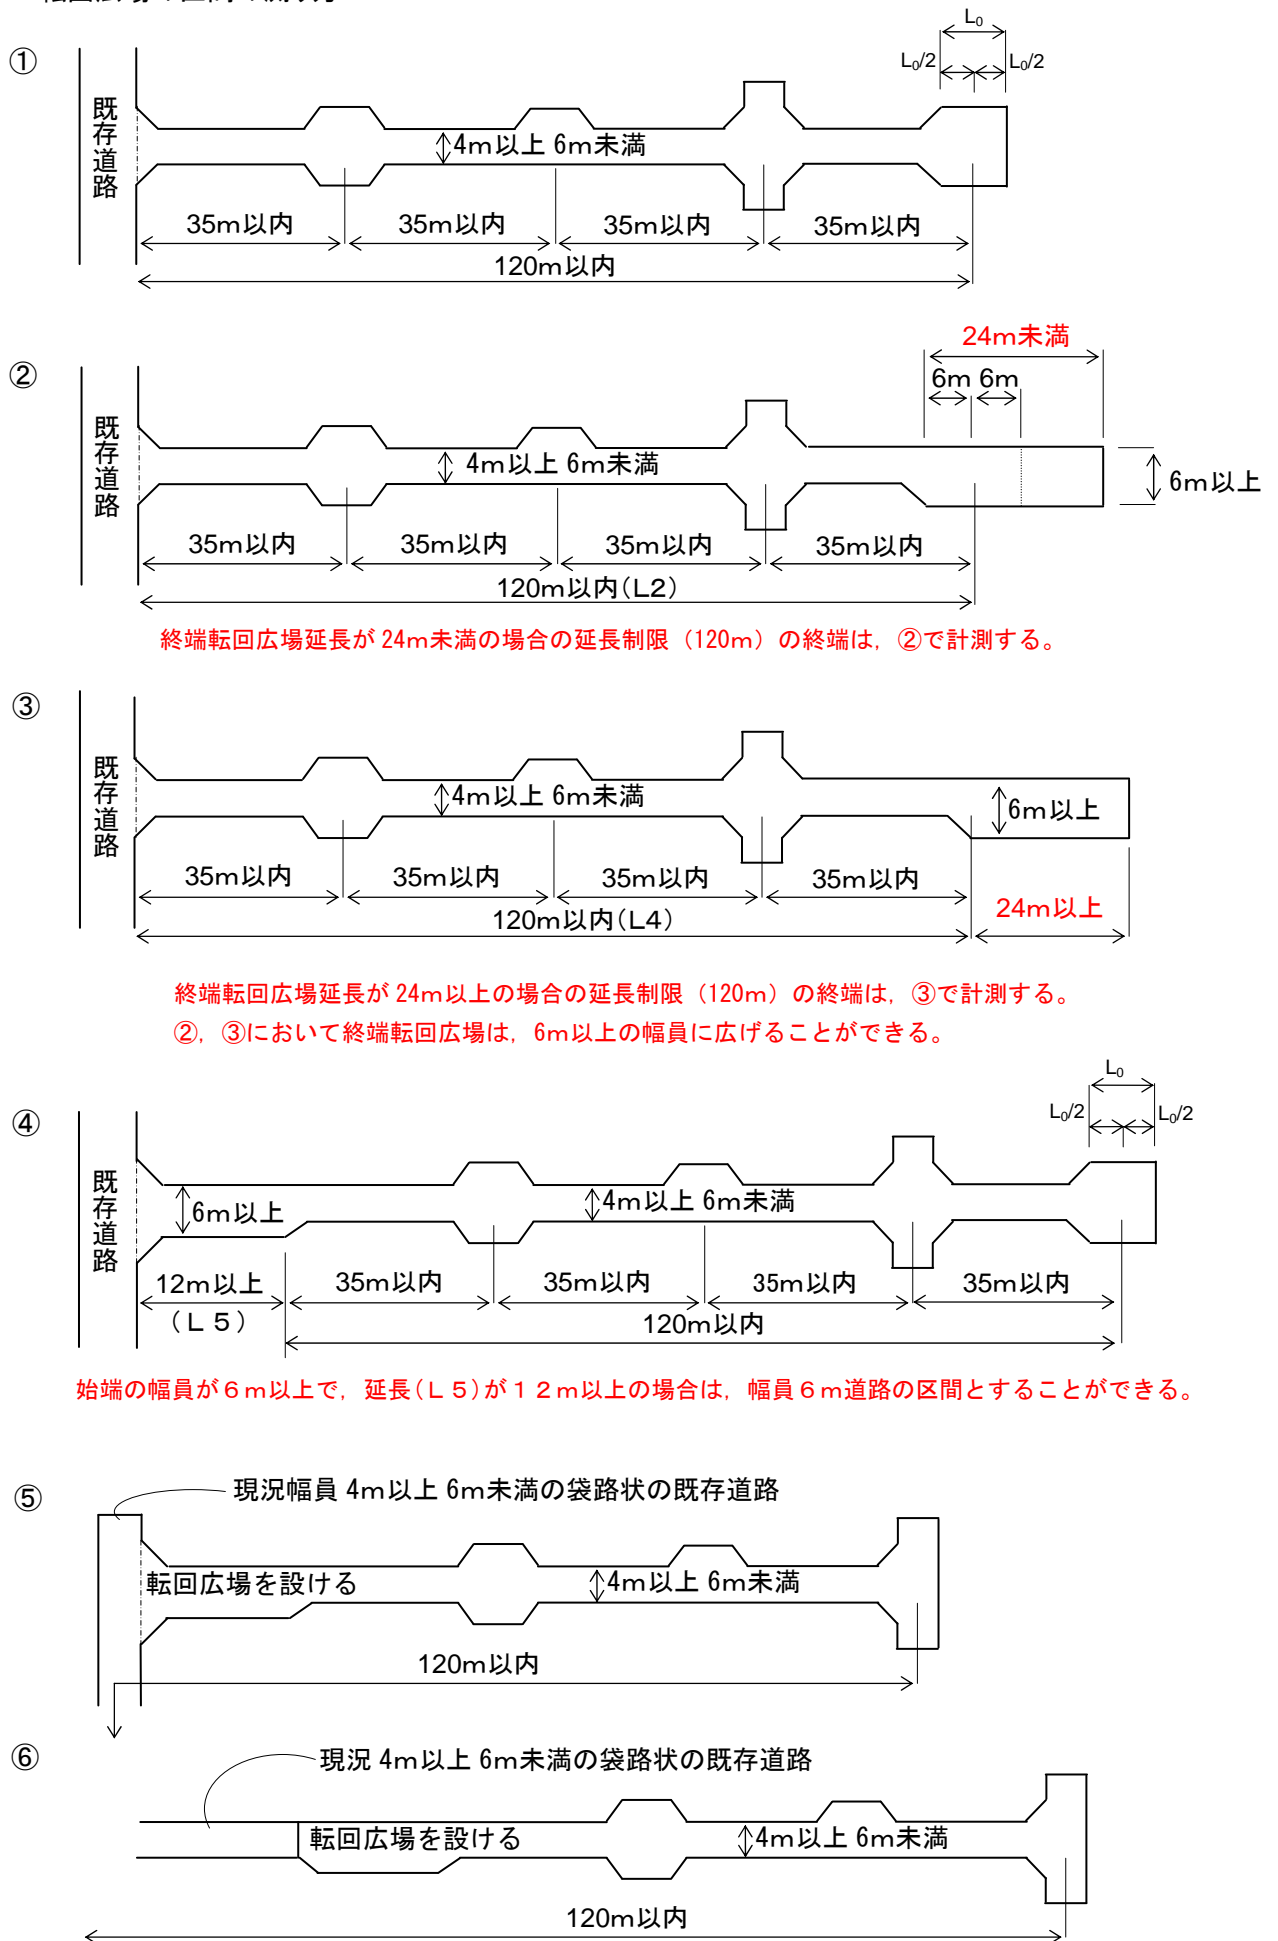 ①
L₀
L₀/2 L₀/2
既存道路
4m以上 6m未満
35m以内 35m以内 35m以内 35m以内
120m以内
②
24m未満
6m 6m
既存道路
4m以上 6m未満
6m以上
35m以内 35m以内 35m以内 35m以内
120m以内(L2)
終端転回広場延長が 24m未満の場合の延長制限（120m）の終端は，②で計測する。
③
既存道路
4m以上 6m未満
6m以上
35m以内 35m以内 35m以内 35m以内
120m以内(L4)
24m以上
終端転回広場延長が 24m以上の場合の延長制限（120m）の終端は，③で計測する。
②，③において終端転回広場は，6m以上の幅員に広げることができる。
④
L₀
L₀/2 L₀/2
既存道路
6m以上
4m以上 6m未満
12m以上 35m以内 35m以内 35m以内 35m以内
（Ｌ５）
120m以内
始端の幅員が６ｍ以上で，延長(Ｌ５)が１２ｍ以上の場合は，幅員６ｍ道路の区間とすることができる。
⑤
現況幅員 4m以上 6m未満の袋路状の既存道路
転回広場を設ける
4m以上 6m未満
120m以内
⑥
現況 4m以上 6m未満の袋路状の既存道路
転回広場を設ける
4m以上 6m未満
120m以内